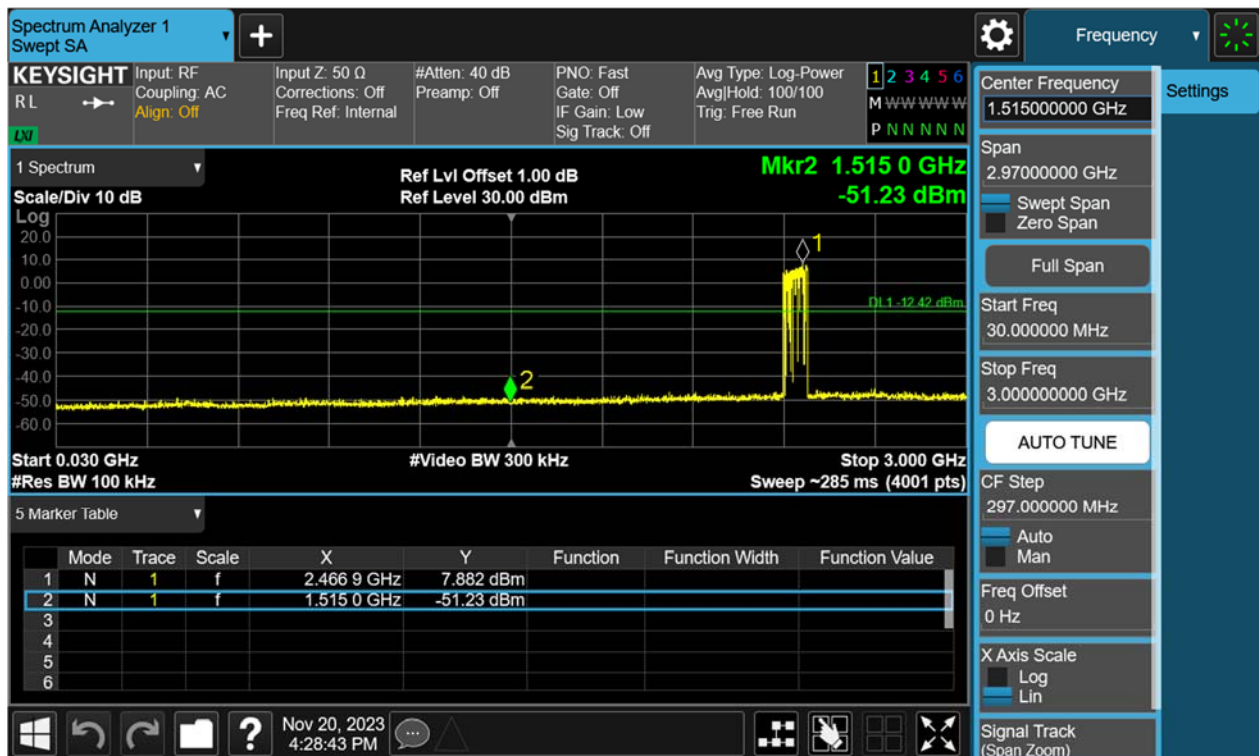 Spectrum Analyzer 1
Swept SA
Frequency
KEYSIGHT
RL
LXI
Input: RF
Coupling: AC
Align: Off
Input Z: 50 Ω
Corrections: Off
Freq Ref: Internal
#Atten: 40 dB
Preamp: Off
PNO: Fast
Gate: Off
IF Gain: Low
Sig Track: Off
Avg Type: Log-Power
Avg|Hold: 100/100
Trig: Free Run
1 2 3 4 5 6
M W W W W W
P N N N N N
1 Spectrum
Scale/Div 10 dB
Ref Lvl Offset 1.00 dB
Ref Level 30.00 dBm
Mkr2 1.515 0 GHz
-51.23 dBm
Log
20.0
10.0
0.00
-10.0
-20.0
-30.0
-40.0
-50.0
-60.0
1
DL1 -12.42 dBm
2
Start 0.030 GHz
#Video BW 300 kHz
Stop 3.000 GHz
#Res BW 100 kHz
Sweep ~285 ms (4001 pts)
5 Marker Table
Mode Trace Scale X Y Function Function Width Function Value
1 N 1 f 2.466 9 GHz 7.882 dBm
2 N 1 f 1.515 0 GHz -51.23 dBm
3
4
5
6
Nov 20, 2023
4:28:43 PM
Center Frequency
1.515000000 GHz
Settings
Span
2.97000000 GHz
Swept Span
Zero Span
Full Span
Start Freq
30.000000 MHz
Stop Freq
3.000000000 GHz
AUTO TUNE
CF Step
297.000000 MHz
Auto
Man
Freq Offset
0 Hz
X Axis Scale
Log
Lin
Signal Track
(Span Zoom)